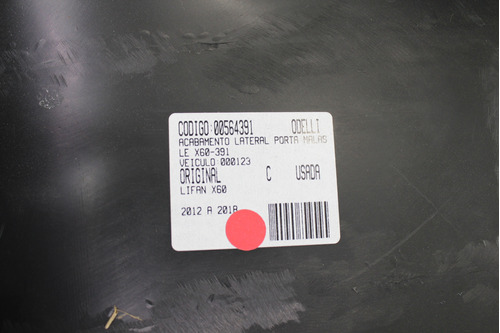 CODIGO:00564391 ODELLI
ACABAMENTO LATERAL PORTA MALAS
LE X60-391
VEICULO 000123
ORIGINAL C USADA
LIFAN X60
2012 A 2018